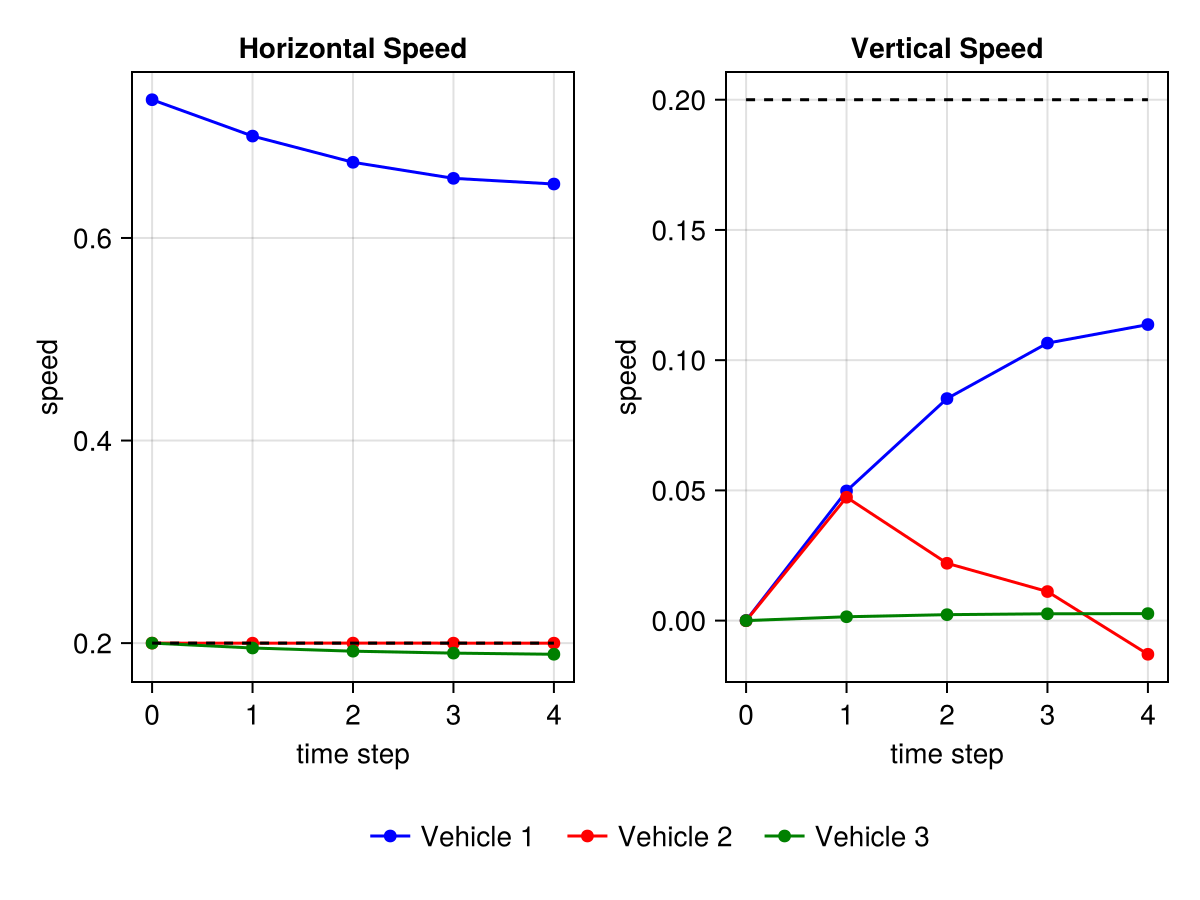 Horizontal Speed
0.6
0.4
0.2
speed
0 1 2 3 4
time step
Vertical Speed
0.20
0.15
0.10
0.05
0.00
speed
0 1 2 3 4
time step
Vehicle 1 Vehicle 2 Vehicle 3